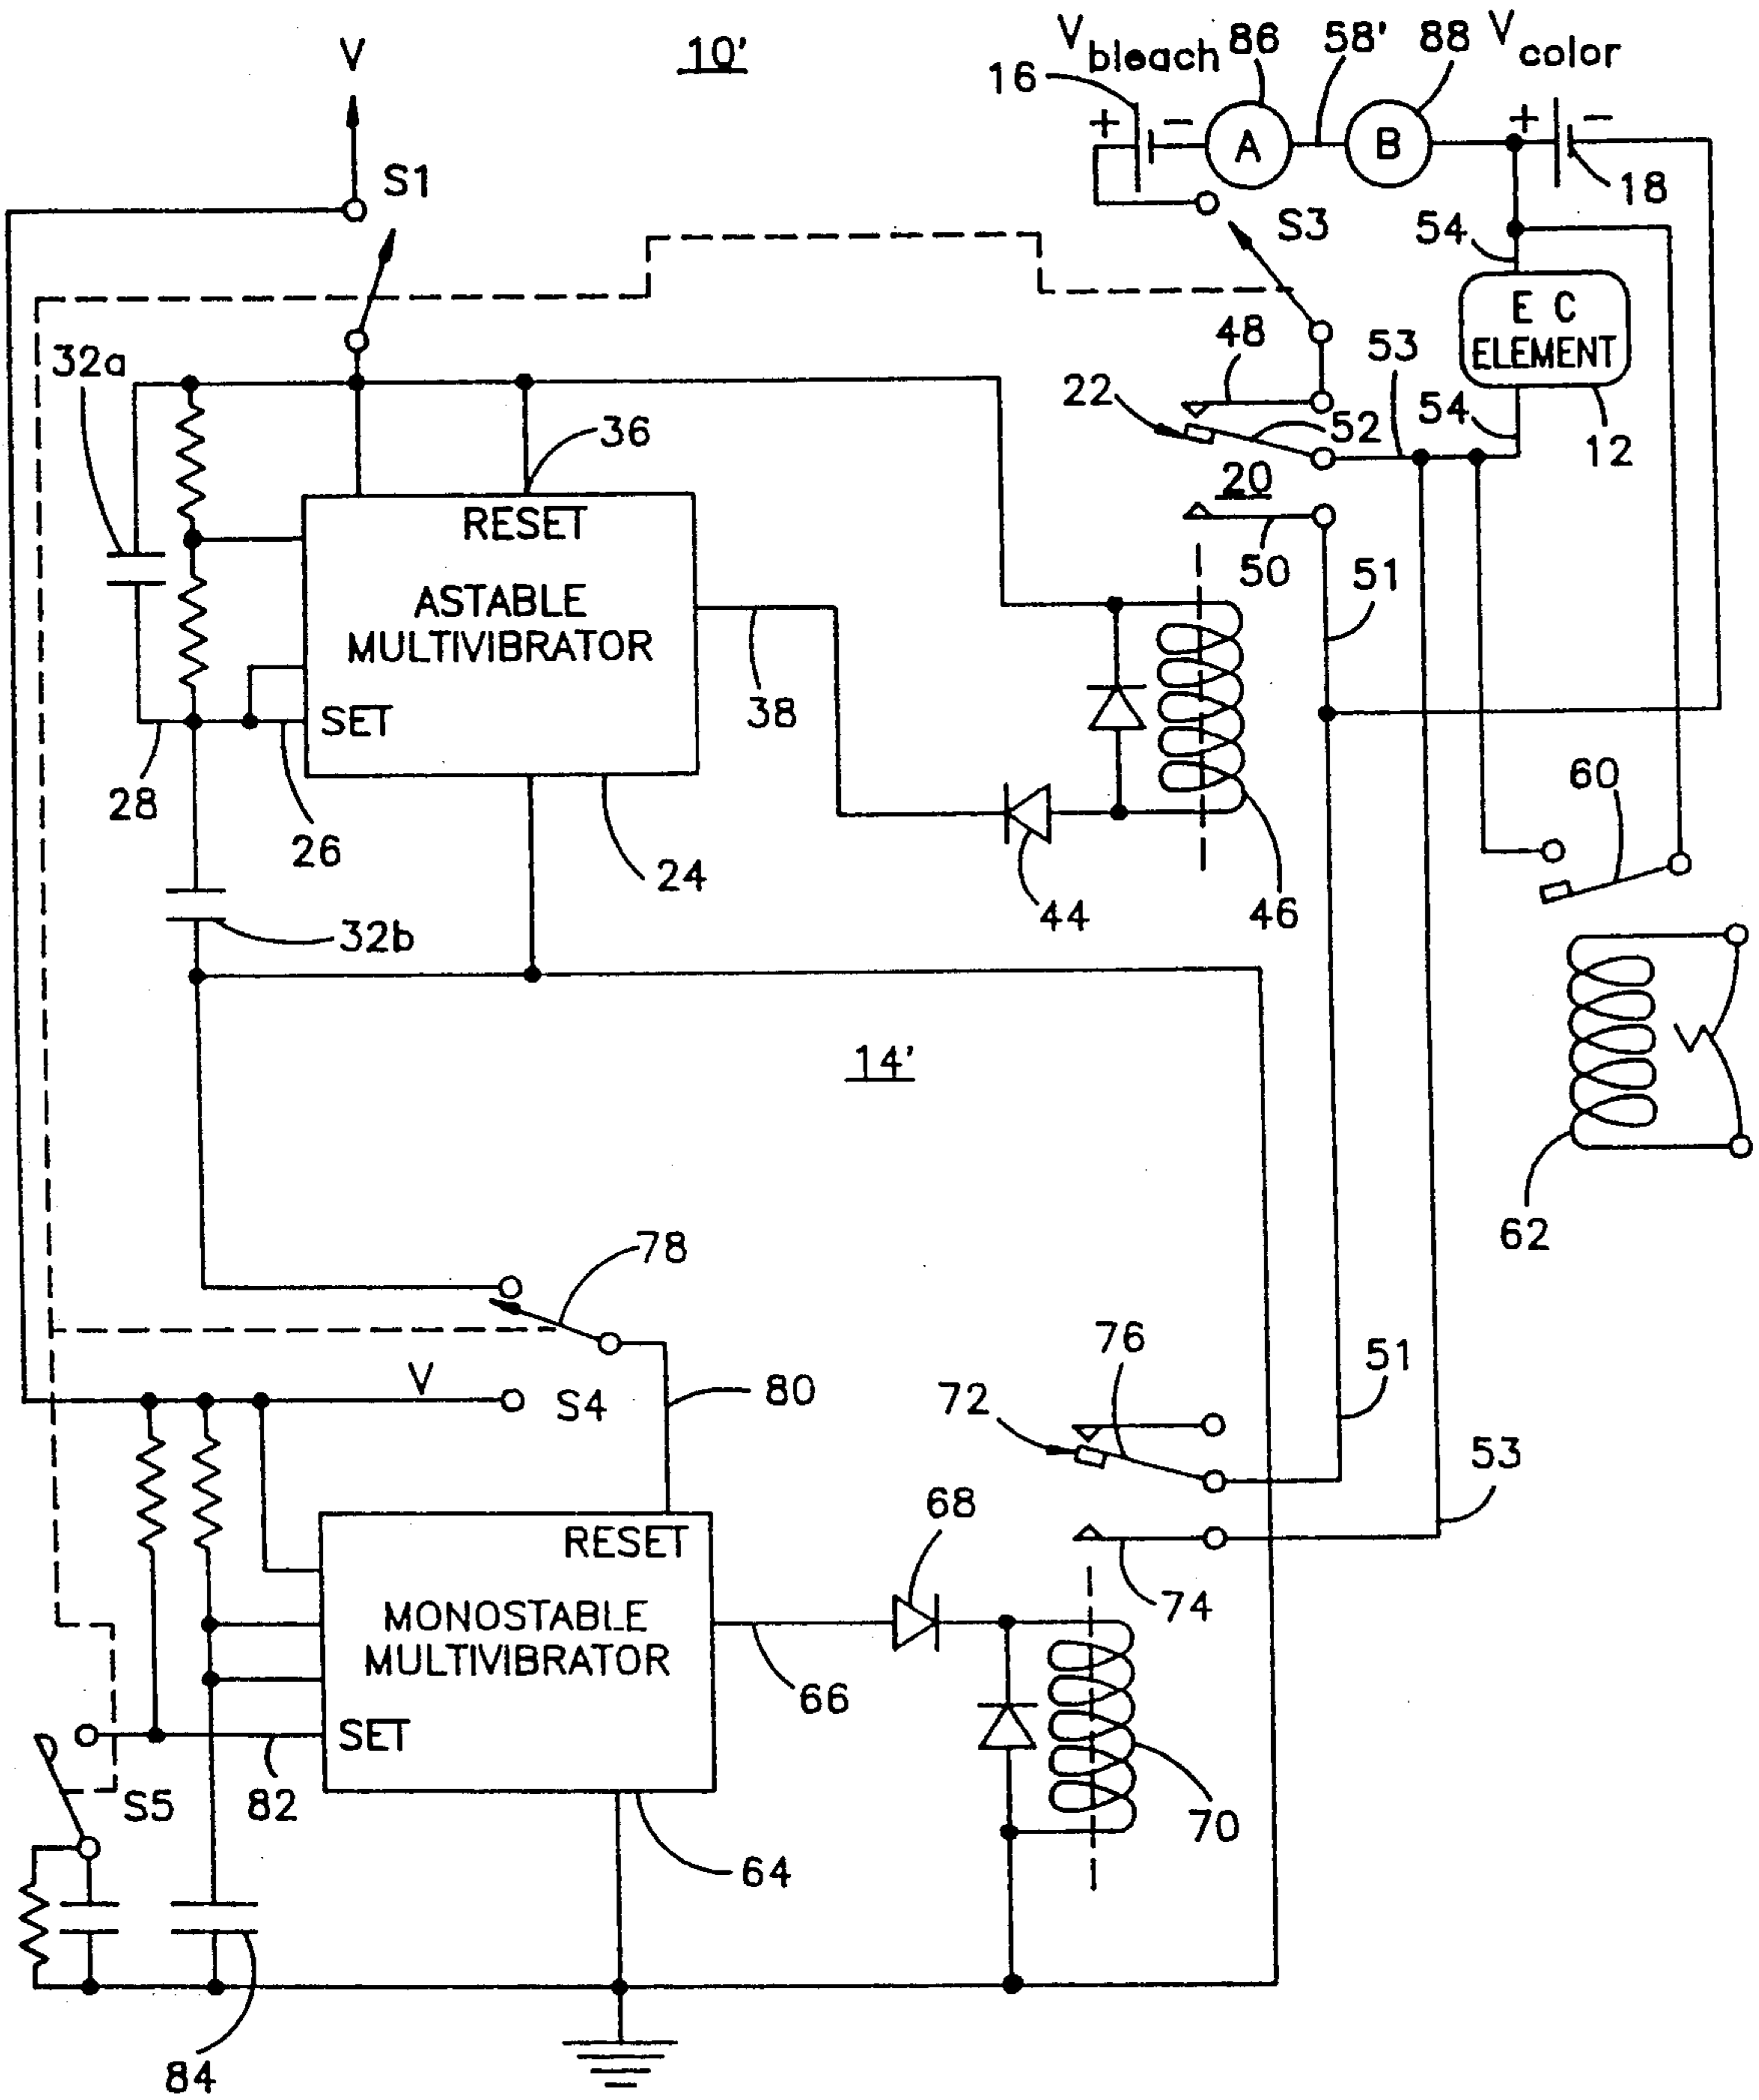 V
10'
V bleach
86
58'
88
V color
16
+
−
A
B
+
−
18
S1
S3
54
E C
ELEMENT
32a
48
53
22
52
54
12
36
20
RESET
50
51
ASTABLE
MULTIVIBRATOR
38
SET
28
26
24
44
46
60
32b
14'
62
78
76
51
V
S4
80
72
53
68
RESET
74
MONOSTABLE
MULTIVIBRATOR
66
SET
S5
82
70
64
84